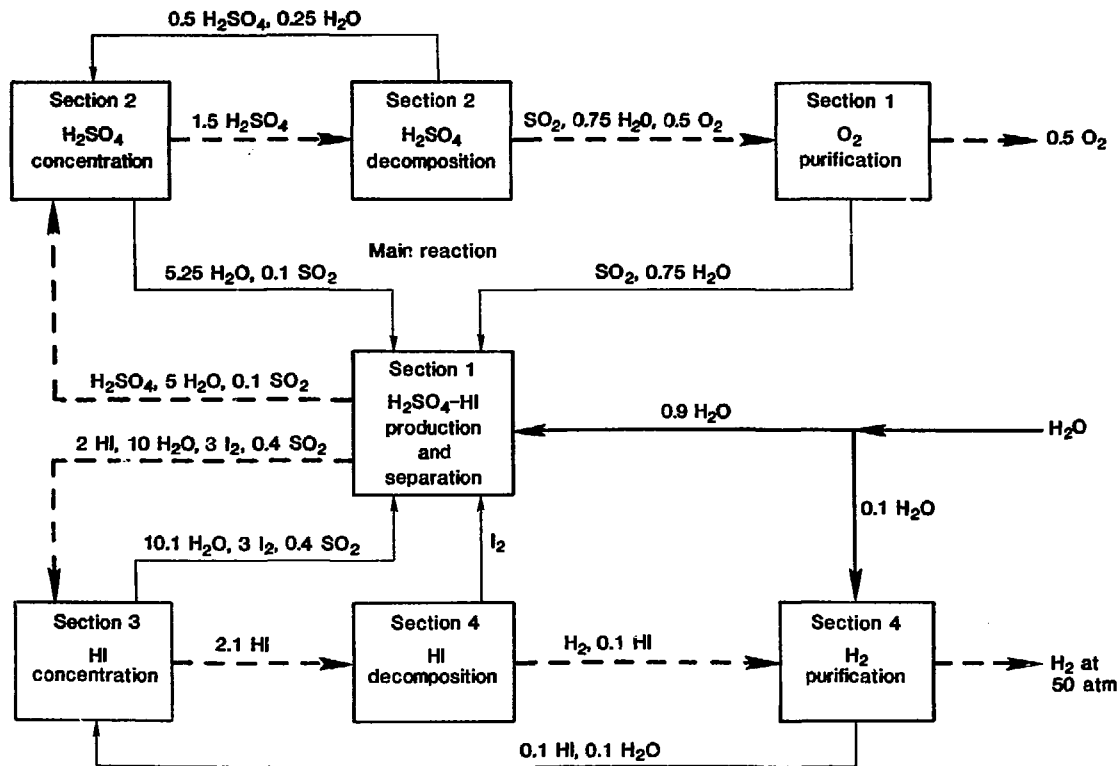 0.5 H₂SO₄, 0.25 H₂O
Section 2
H₂SO₄
concentration
1.5 H₂SO₄
Section 2
H₂SO₄
decomposition
SO₂, 0.75 H₂0, 0.5 O₂
Section 1
O₂
purification
0.5 O₂
Main reaction
5.25 H₂O, 0.1 SO₂
SO₂, 0.75 H₂O
Section 1
H₂SO₄-HI
production
and
separation
H₂SO₄, 5 H₂O, 0.1 SO₂
0.9 H₂O
H₂O
2 HI, 10 H₂O, 3 I₂, 0.4 SO₂
0.1 H₂O
10.1 H₂O, 3 I₂, 0.4 SO₂
I₂
Section 3
HI
concentration
2.1 HI
Section 4
HI
decomposition
H₂, 0.1 HI
Section 4
H₂
purification
H₂ at
50 atm
0.1 HI, 0.1 H₂O